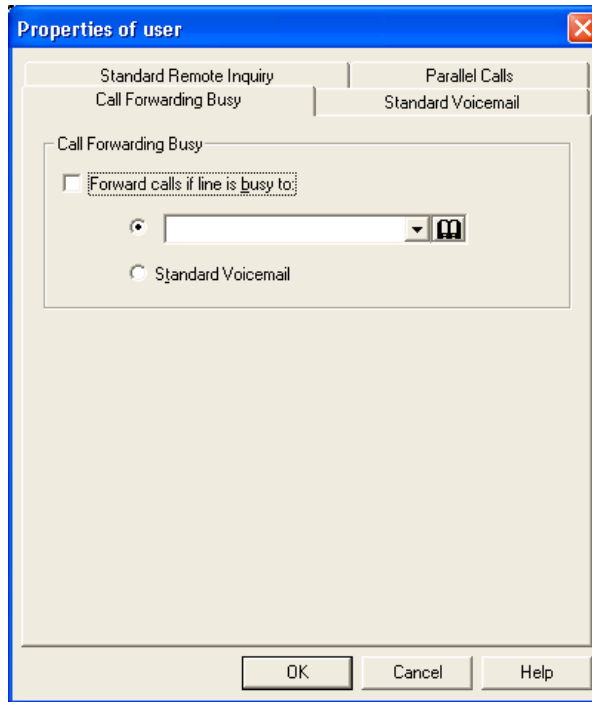 Properties of user
Standard Remote Inquiry Parallel Calls
Call Forwarding Busy Standard Voicemail
Call Forwarding Busy
Forward calls if line is busy to:
Standard Voicemail
OK Cancel Help